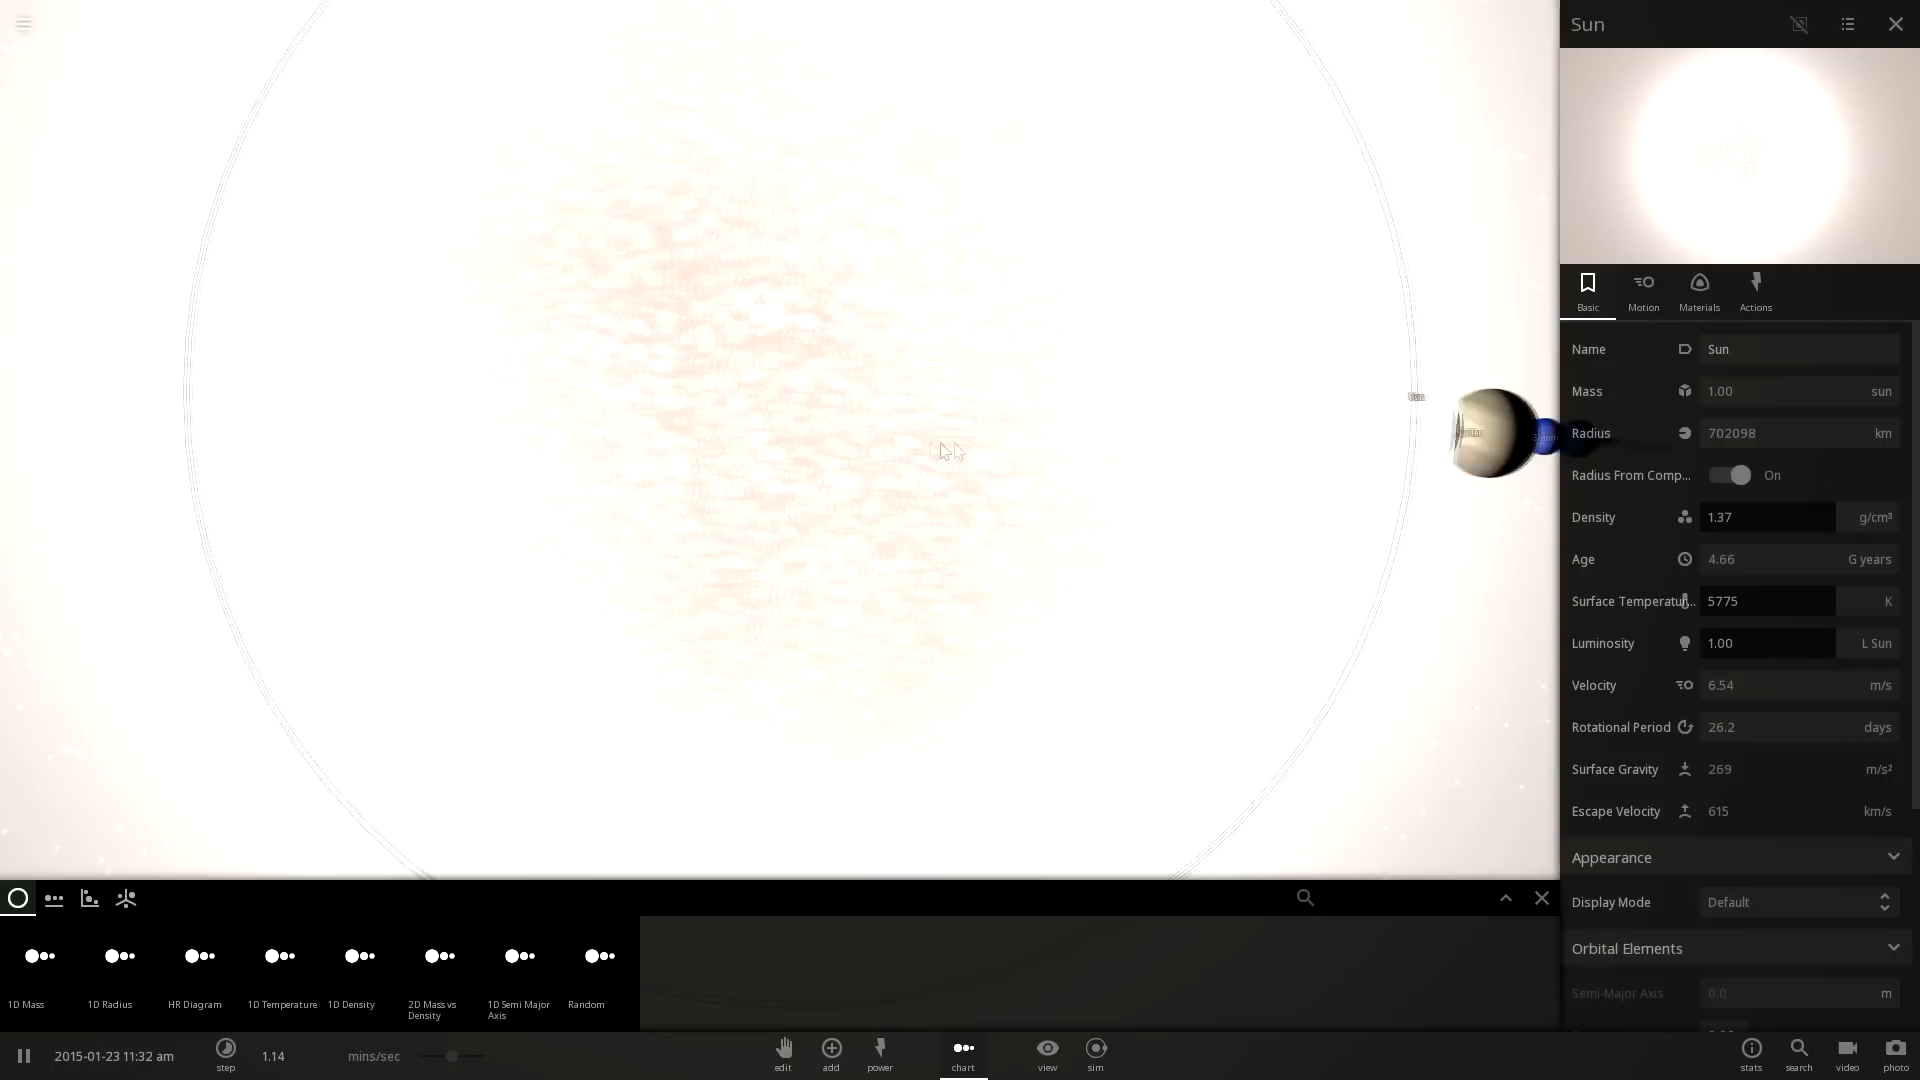 Sun
Basic
Motion
Materials
Actions
Name
Sun
Mass
1.00
sun
Radius
702098
km
Radius From Comp...
On
Density
1.37
g/cm³
Age
4.66
G years
Surface Temperatur...
5775
K
Luminosity
1.00
L Sun
Velocity
6.54
m/s
Rotational Period
26.2
days
Surface Gravity
269
m/s²
Escape Velocity
615
km/s
Appearance
Display Mode
Default
Orbital Elements
Semi-Major Axis
0.0
m
1D Mass
1D Radius
HR Diagram
1D Temperature
1D Density
2D Mass vs
Density
1D Semi Major
Axis
Random
2015-01-23 11:32 am
step
1.14
mins/sec
edit
add
power
chart
view
sim
stats
search
video
photo